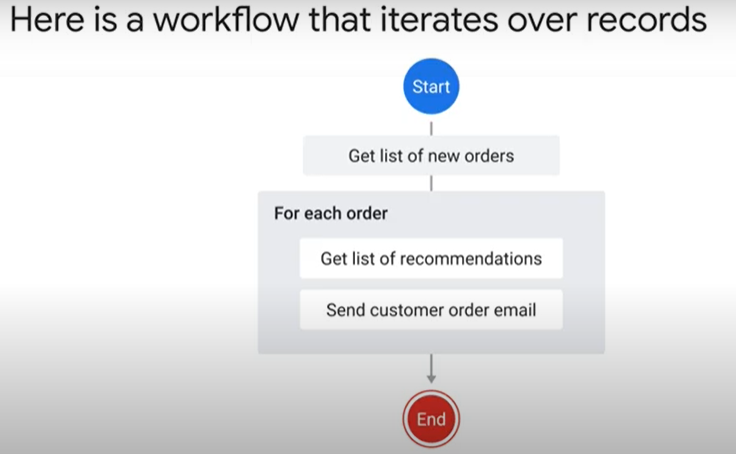 Here is a workflow that iterates over records
Start
Get list of new orders
For each order
Get list of recommendations
Send customer order email
End